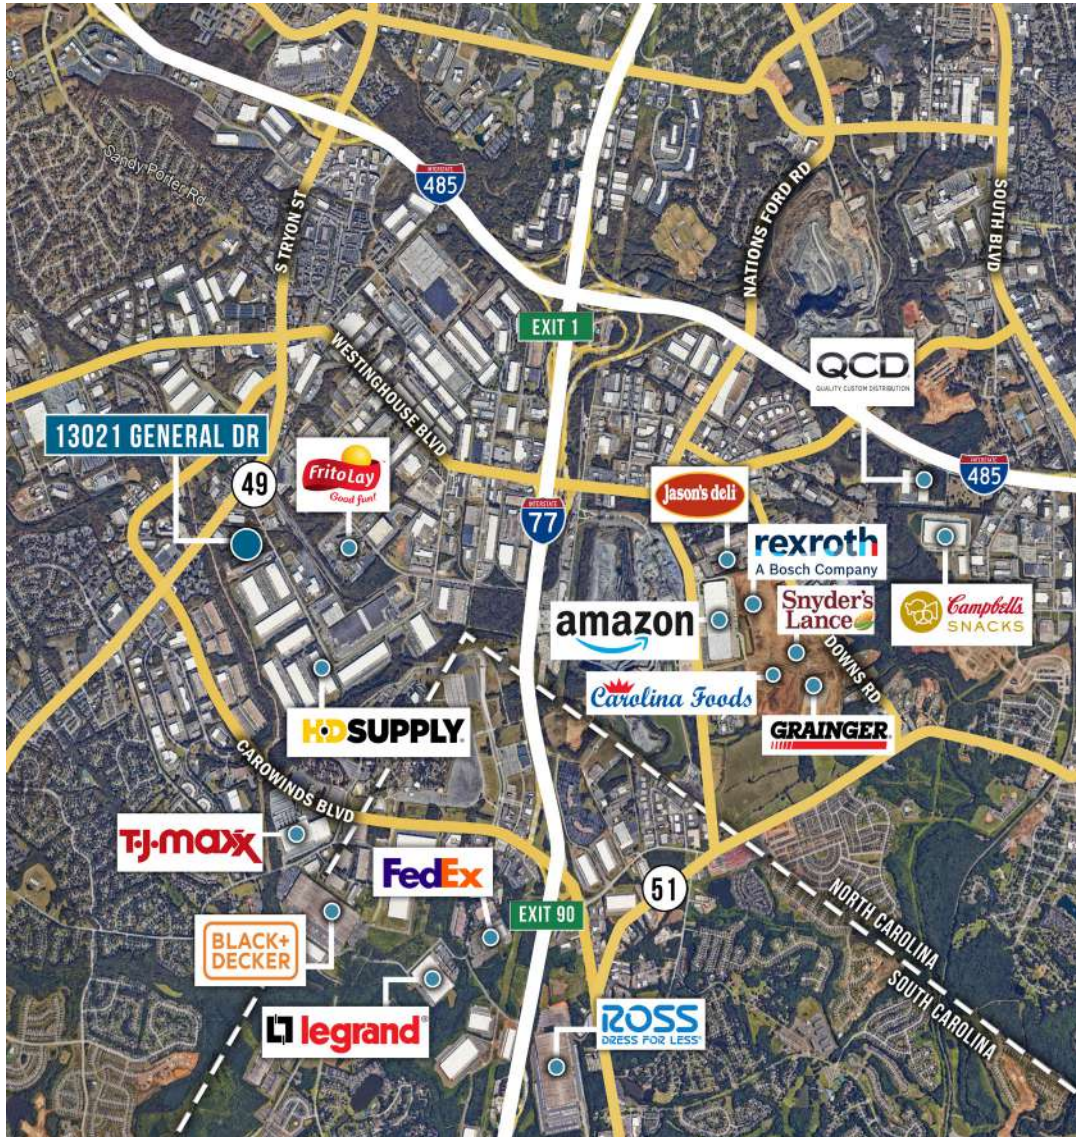 Sandy Porter Rd
INTERSTATE
485
S TRYON ST
NATIONS FORD RD
SOUTH BLVD
EXIT 1
WESTINGHOUSE BLVD
QCD
QUALITY CUSTOM DISTRIBUTION
13021 GENERAL DR
FritoLay
Good fun!
49
INTERSTATE
77
INTERSTATE
485
Jason's deli
rexroth
A Bosch Company
amazon
Snyder's
Lance
Campbell's
SNACKS
Carolina Foods
DOWNS RD
GRAINGER®
HDSUPPLY®
CAROWINDS BLVD
T·J·maxx
FedEx
51
EXIT 90
NORTH CAROLINA
SOUTH CAROLINA
BLACK+
DECKER
legrand®
ROSS
DRESS FOR LESS®